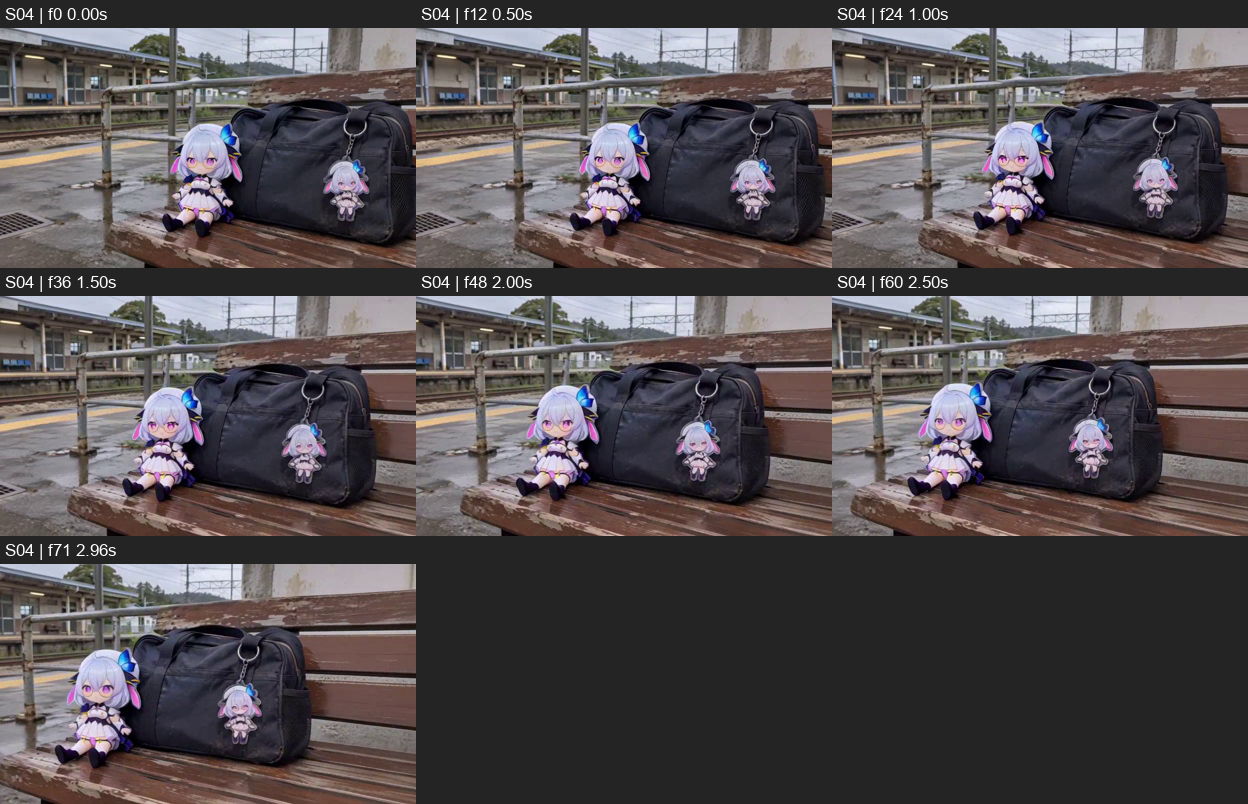 S04 | f0 0.00s
S04 | f12 0.50s
S04 | f24 1.00s
S04 | f36 1.50s
S04 | f48 2.00s
S04 | f60 2.50s
S04 | f71 2.96s